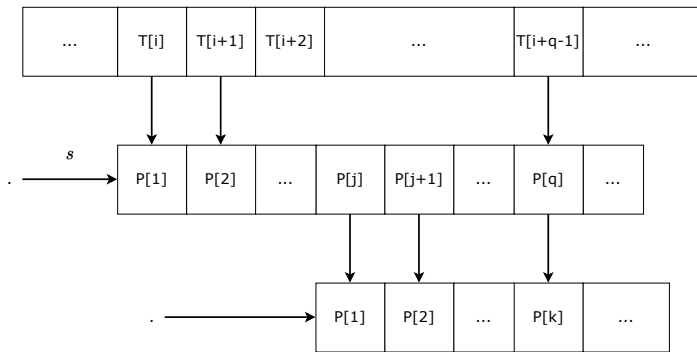 ... T[i] T[i+1] T[i+2] ... T[i+q-1] ...
s
. P[1] P[2] ... P[j] P[j+1] ... P[q] ...
. P[1] P[2] ... P[k] ...